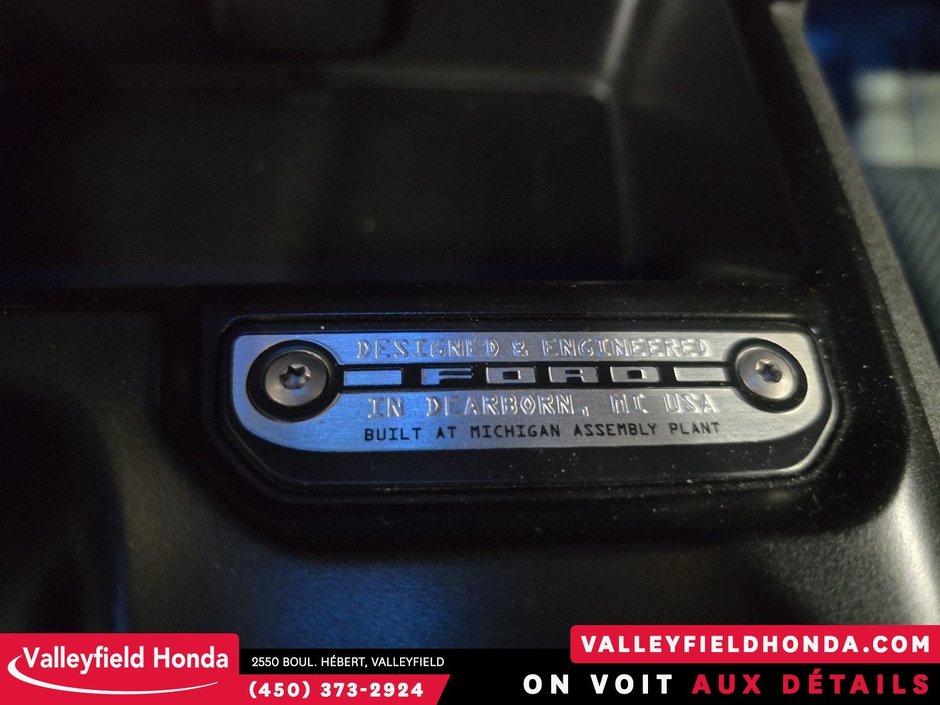 DESIGNED & ENGINEERED
FORD
IN DEARBORN, MI USA
BUILT AT MICHIGAN ASSEMBLY PLANT
Valleyfield Honda
2550 BOUL. HÉBERT, VALLEYFIELD
(450) 373-2924
VALLEYFIELDHONDA.COM
ON VOIT AUX DÉTAILS